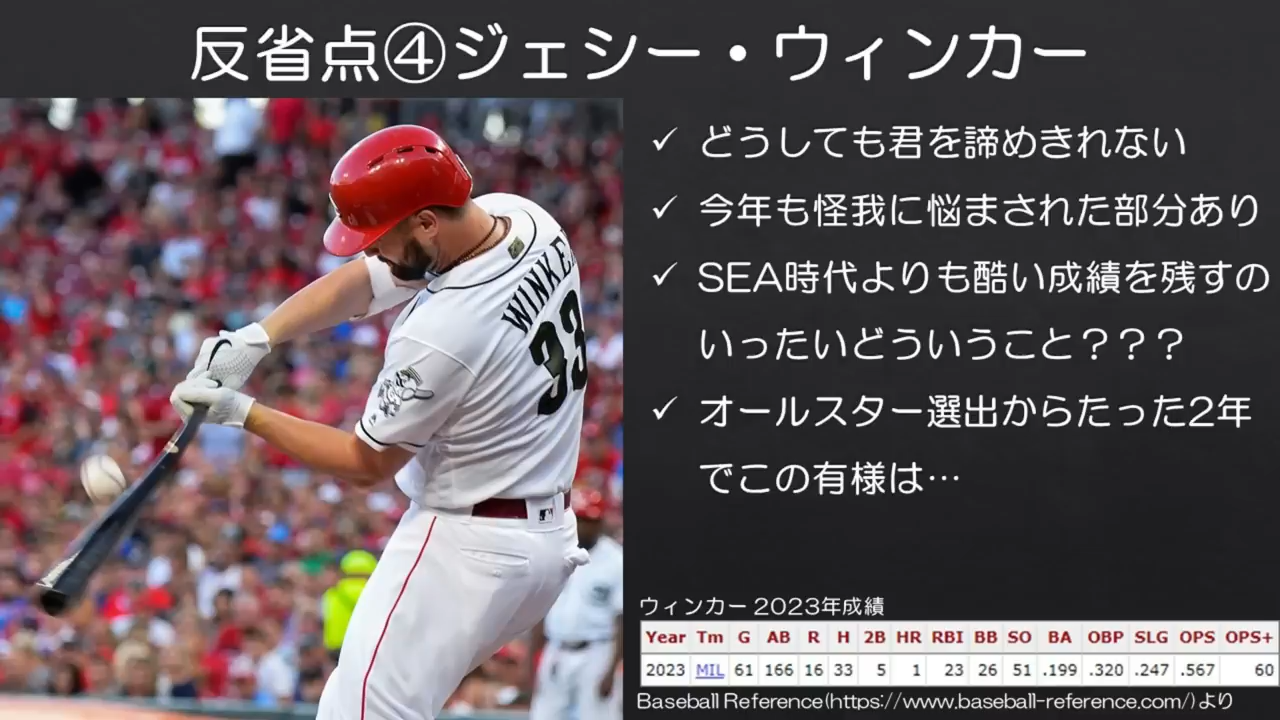 反省点④ジェシー・ウィンカー
✓ どうしても君を諦めきれない
✓ 今年も怪我に悩まされた部分あり
✓ SEA時代よりも酷い成績を残すの
いったいどういうこと？？？
✓ オールスター選出からたった2年
でこの有様は…
WINKE
33
ウィンカー 2023年成績
Year Tm G AB R H 2B HR RBI BB SO BA OBP SLG OPS OPS+
2023 MIL 61 166 16 33 5 1 23 26 51 .199 .320 .247 .567 60
Baseball Reference(https://www.baseball-reference.com/)より